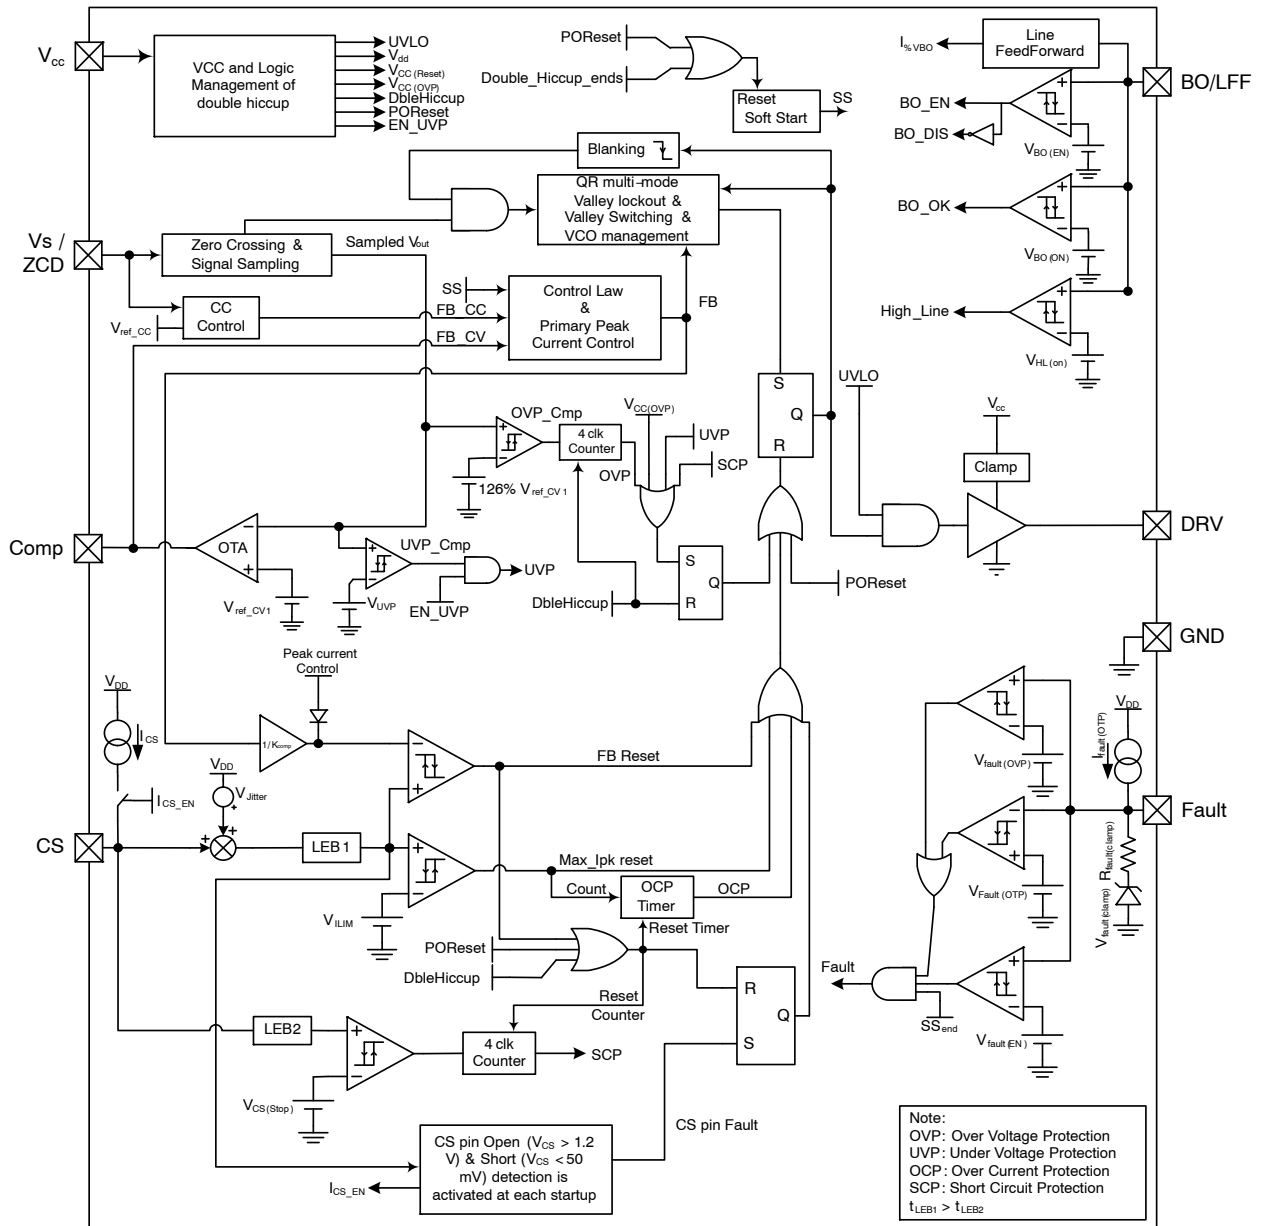 Vcc
VCC and Logic
Management of
double hiccup
UVLO
Vdd
VCC (Reset)
VCC (OVP)
DbleHiccup
POReset
EN_UVP
POReset
Double_Hiccup_ends
Reset
Soft Start
SS
I%VBO
Line
FeedForward
BO/LFF
BO_EN
BO_DIS
+
−
VBO (EN)
BO_OK
+
−
VBO (ON)
High_Line
+
−
VHL (on)
Blanking
QR multi−mode
Valley lockout &
Valley Switching &
VCO management
Vs /
ZCD
Zero Crossing &
Signal Sampling
Sampled Vout
CC
Control
Vref_CC
SS
FB_CC
FB_CV
Control Law
&
Primary Peak
Current Control
FB
S
Q
R
UVLO
Vcc
Clamp
DRV
OVP_Cmp
+
−
126% Vref_CV1
4 clk
Counter
OVP
VCC(OVP)
UVP
SCP
S
Q
R
DbleHiccup
POReset
Comp
OTA
−
+
Vref_CV1
UVP_Cmp
+
−
VUVP
EN_UVP
UVP
GND
Peak current
Control
VDD
ICS
ICS_EN
1/Kcomp
VDD
VJitter
+
+
+
CS
LEB1
−
+
FB Reset
+
−
VILIM
Max_Ipk reset
Count
OCP
Timer
OCP
Reset Timer
POReset
DbleHiccup
Reset
Counter
LEB2
+
−
VCS(Stop)
4 clk
Counter
SCP
R
Q
S
CS pin Fault
CS pin Open (VCS > 1.2
V) & Short (VCS < 50
mV) detection is
activated at each startup
ICS_EN
+
−
Vfault (OVP)
VDD
Ifault (OTP)
Fault
−
+
VFault (OTP)
Rfault(clamp)
Vfault(clamp)
Fault
SSend
+
−
Vfault (EN)
Note:
OVP: Over Voltage Protection
UVP: Under Voltage Protection
OCP: Over Current Protection
SCP: Short Circuit Protection
tLEB1 > tLEB2